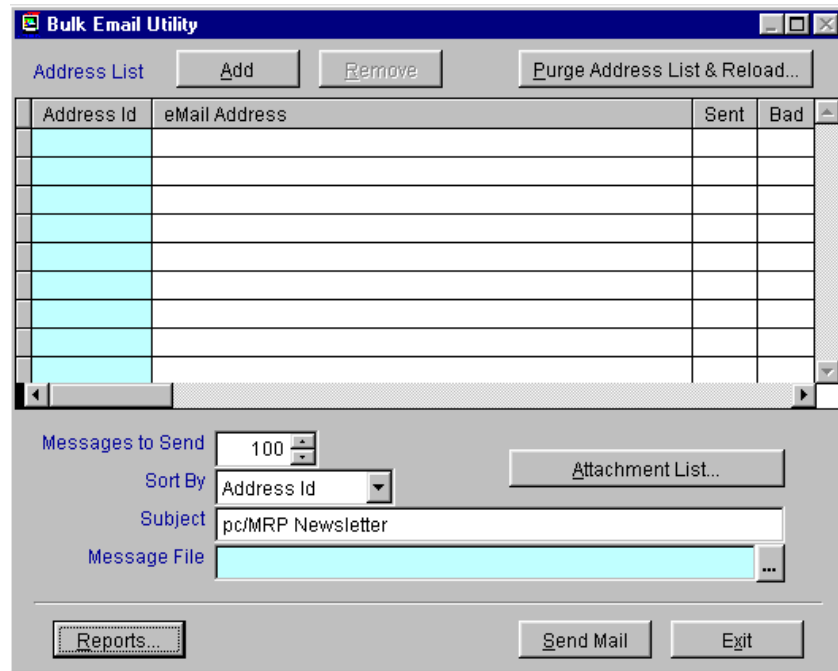 Bulk Email Utility
Address List Add Remove Purge Address List & Reload...
Address Id eMail Address Sent Bad
Messages to Send 100
Attachment List...
Sort By Address Id
Subject pc/MRP Newsletter
Message File ...
Reports... Send Mail Exit